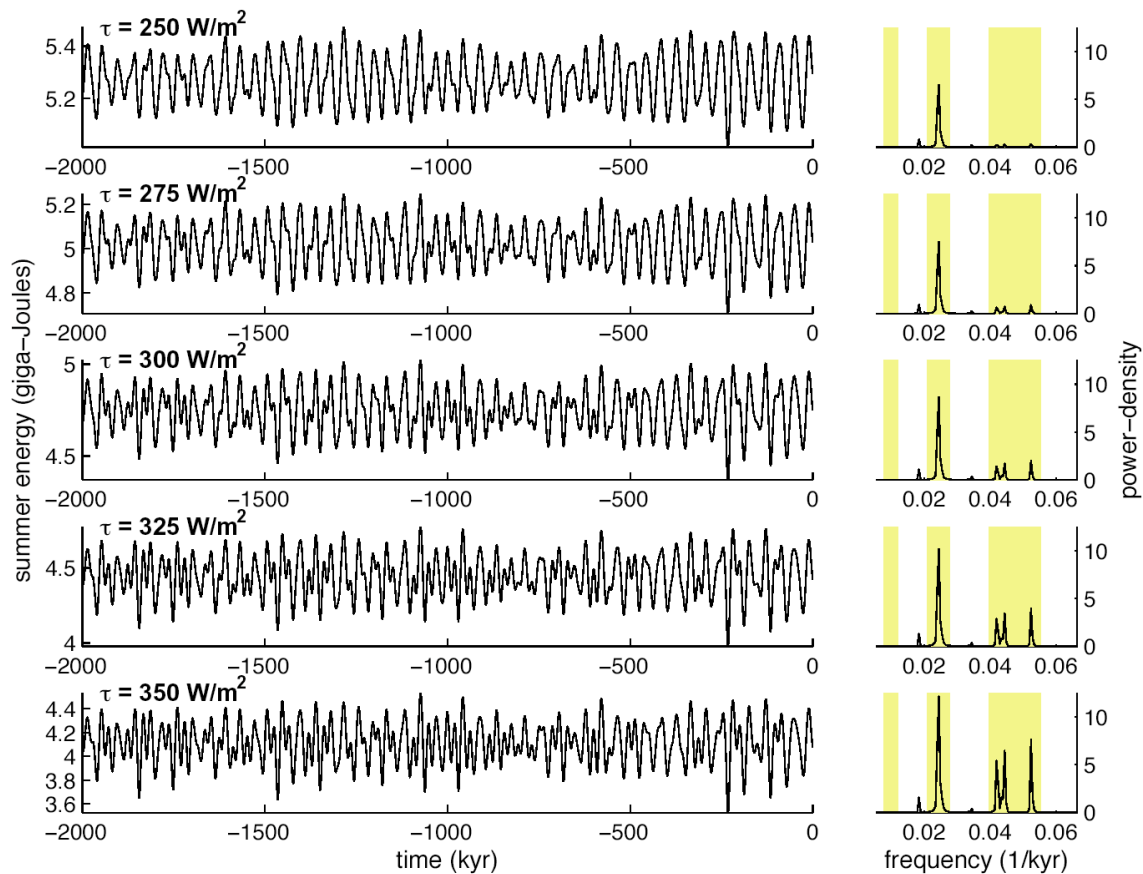 τ = 250 W/m²
5.4
5.2
−2000 −1500 −1000 −500 0
10
5
0
0.02 0.04 0.06
τ = 275 W/m²
5.2
5
4.8
−2000 −1500 −1000 −500 0
10
5
0
0.02 0.04 0.06
τ = 300 W/m²
5
4.5
−2000 −1500 −1000 −500 0
10
5
0
0.02 0.04 0.06
τ = 325 W/m²
4.5
4
−2000 −1500 −1000 −500 0
10
5
0
0.02 0.04 0.06
τ = 350 W/m²
4.4
4.2
4
3.8
3.6
−2000 −1500 −1000 −500 0
10
5
0
0.02 0.04 0.06
summer energy (giga−Joules)
time (kyr)
frequency (1/kyr)
power−density